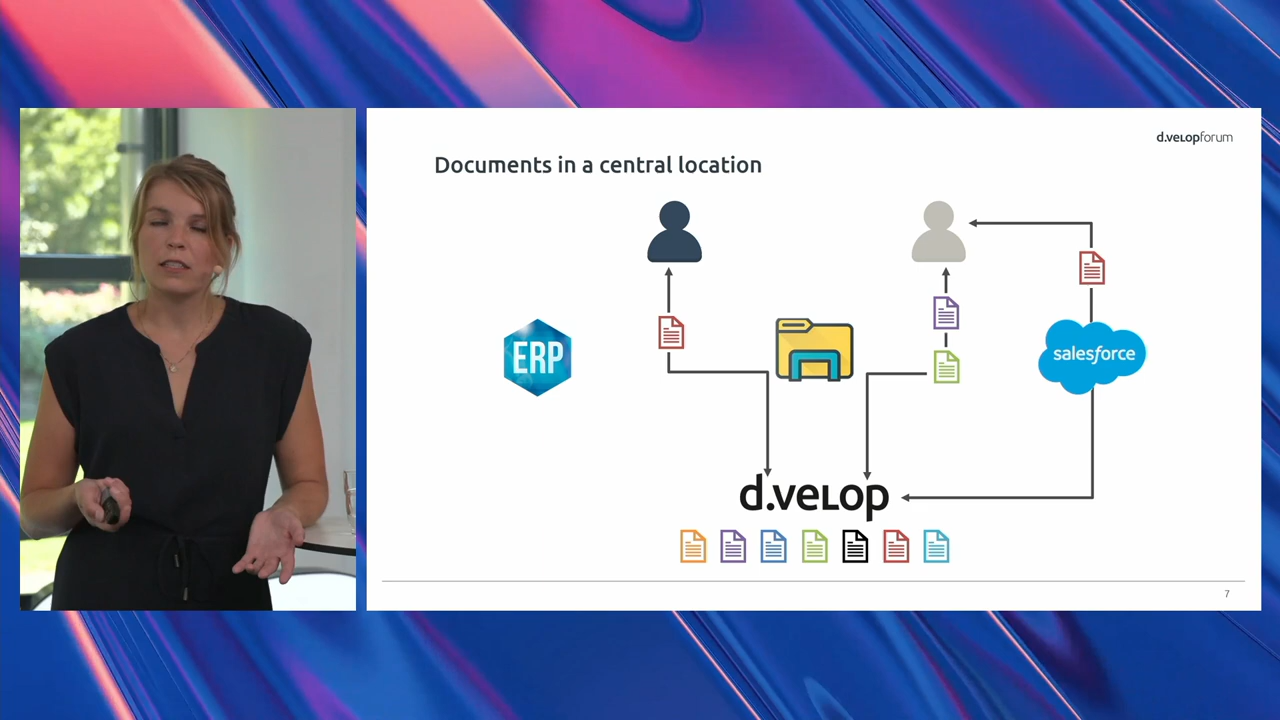 d.velopforum
Documents in a central location
ERP
salesforce
d.velop
7